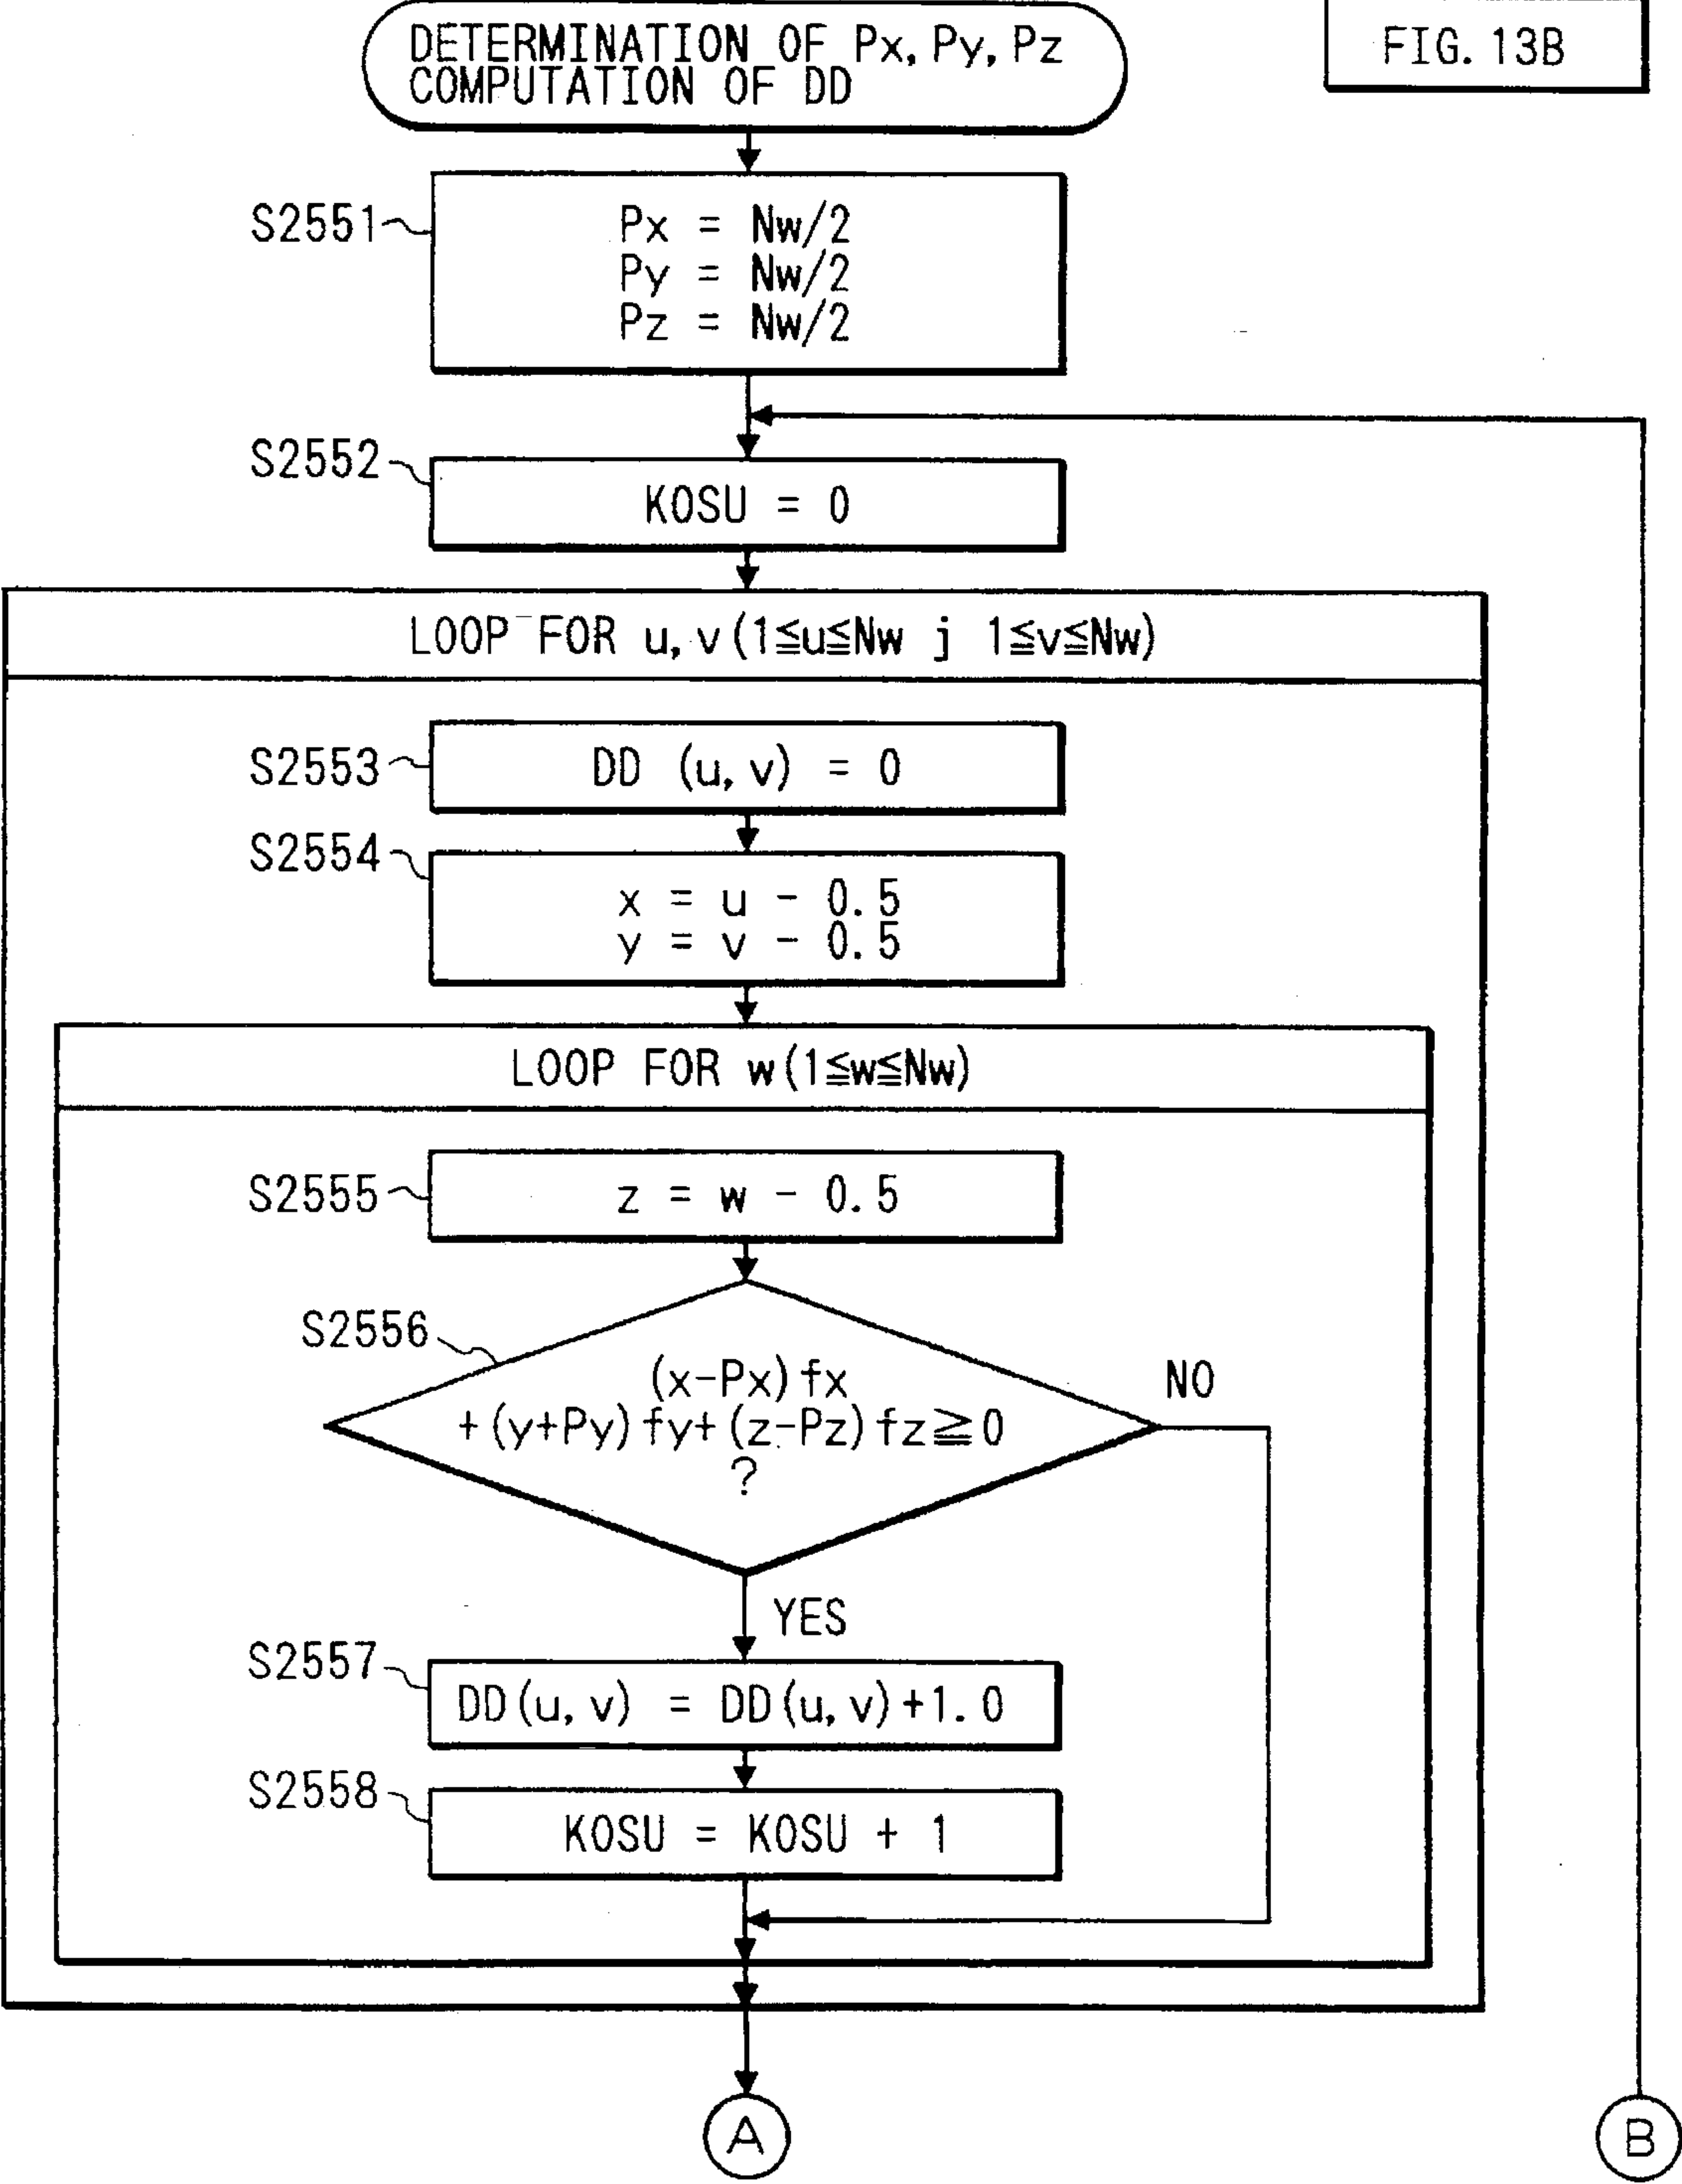 DETERMINATION OF Px, Py, Pz
COMPUTATION OF DD
FIG. 13B
S2551
Px = Nw/2
Py = Nw/2
Pz = Nw/2
S2552
KOSU = 0
LOOP FOR u, v(1≦u≦Nw j 1≦v≦Nw)
S2553
DD (u, v) = 0
S2554
x = u - 0.5
y = v - 0.5
LOOP FOR w(1≦w≦Nw)
S2555
z = w - 0.5
S2556
(x-Px) fx
+(y+Py) fy+(z-Pz) fz≧0
?
NO
YES
S2557
DD(u, v) = DD(u, v)+1.0
S2558
KOSU = KOSU + 1
A
B